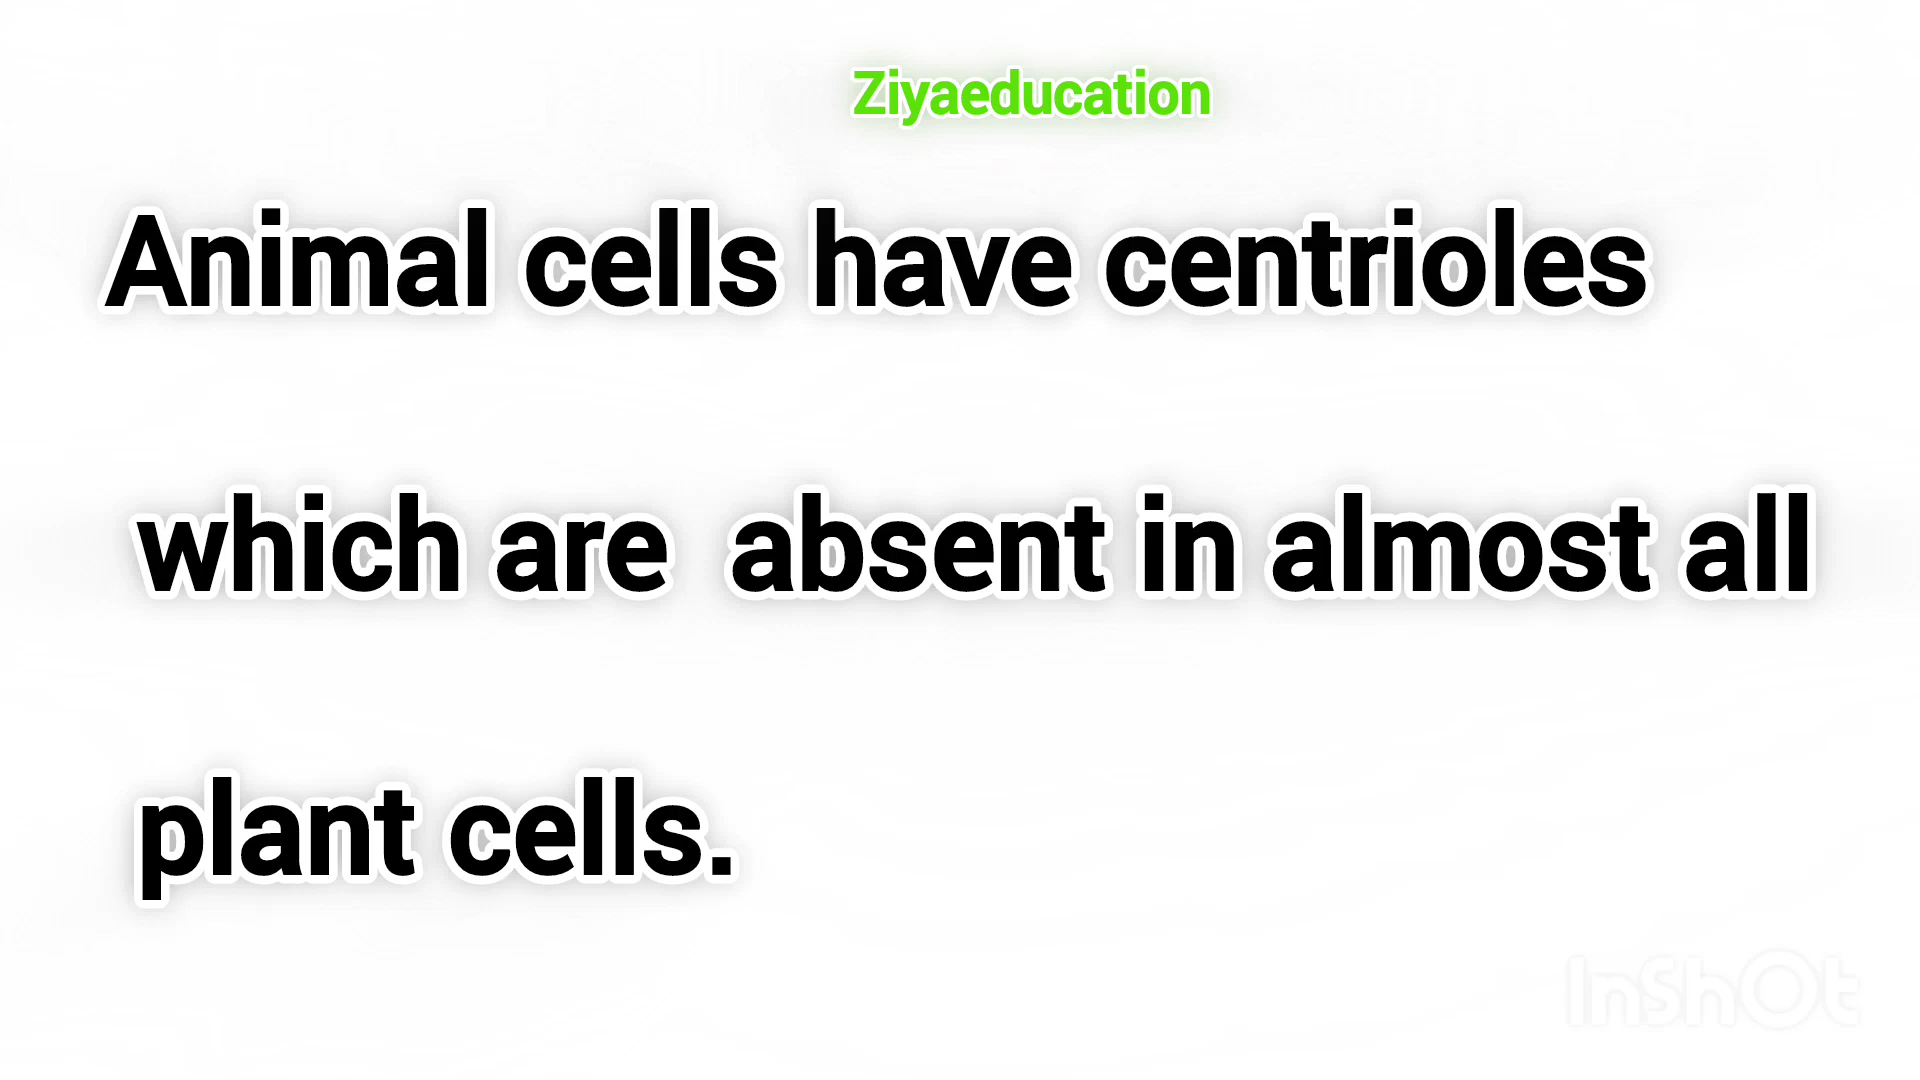 Ziyaeducation
Animal cells have centrioles
which are  absent in almost all
plant cells.
InShOt